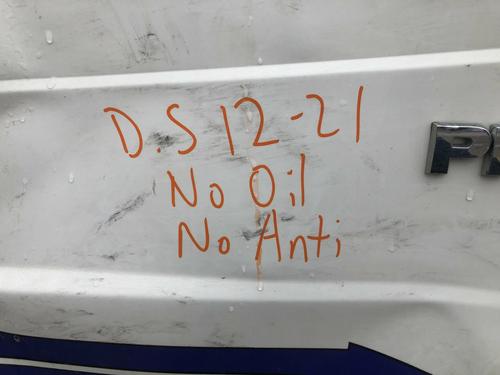 D.S 12-21
No Oil
No Anti